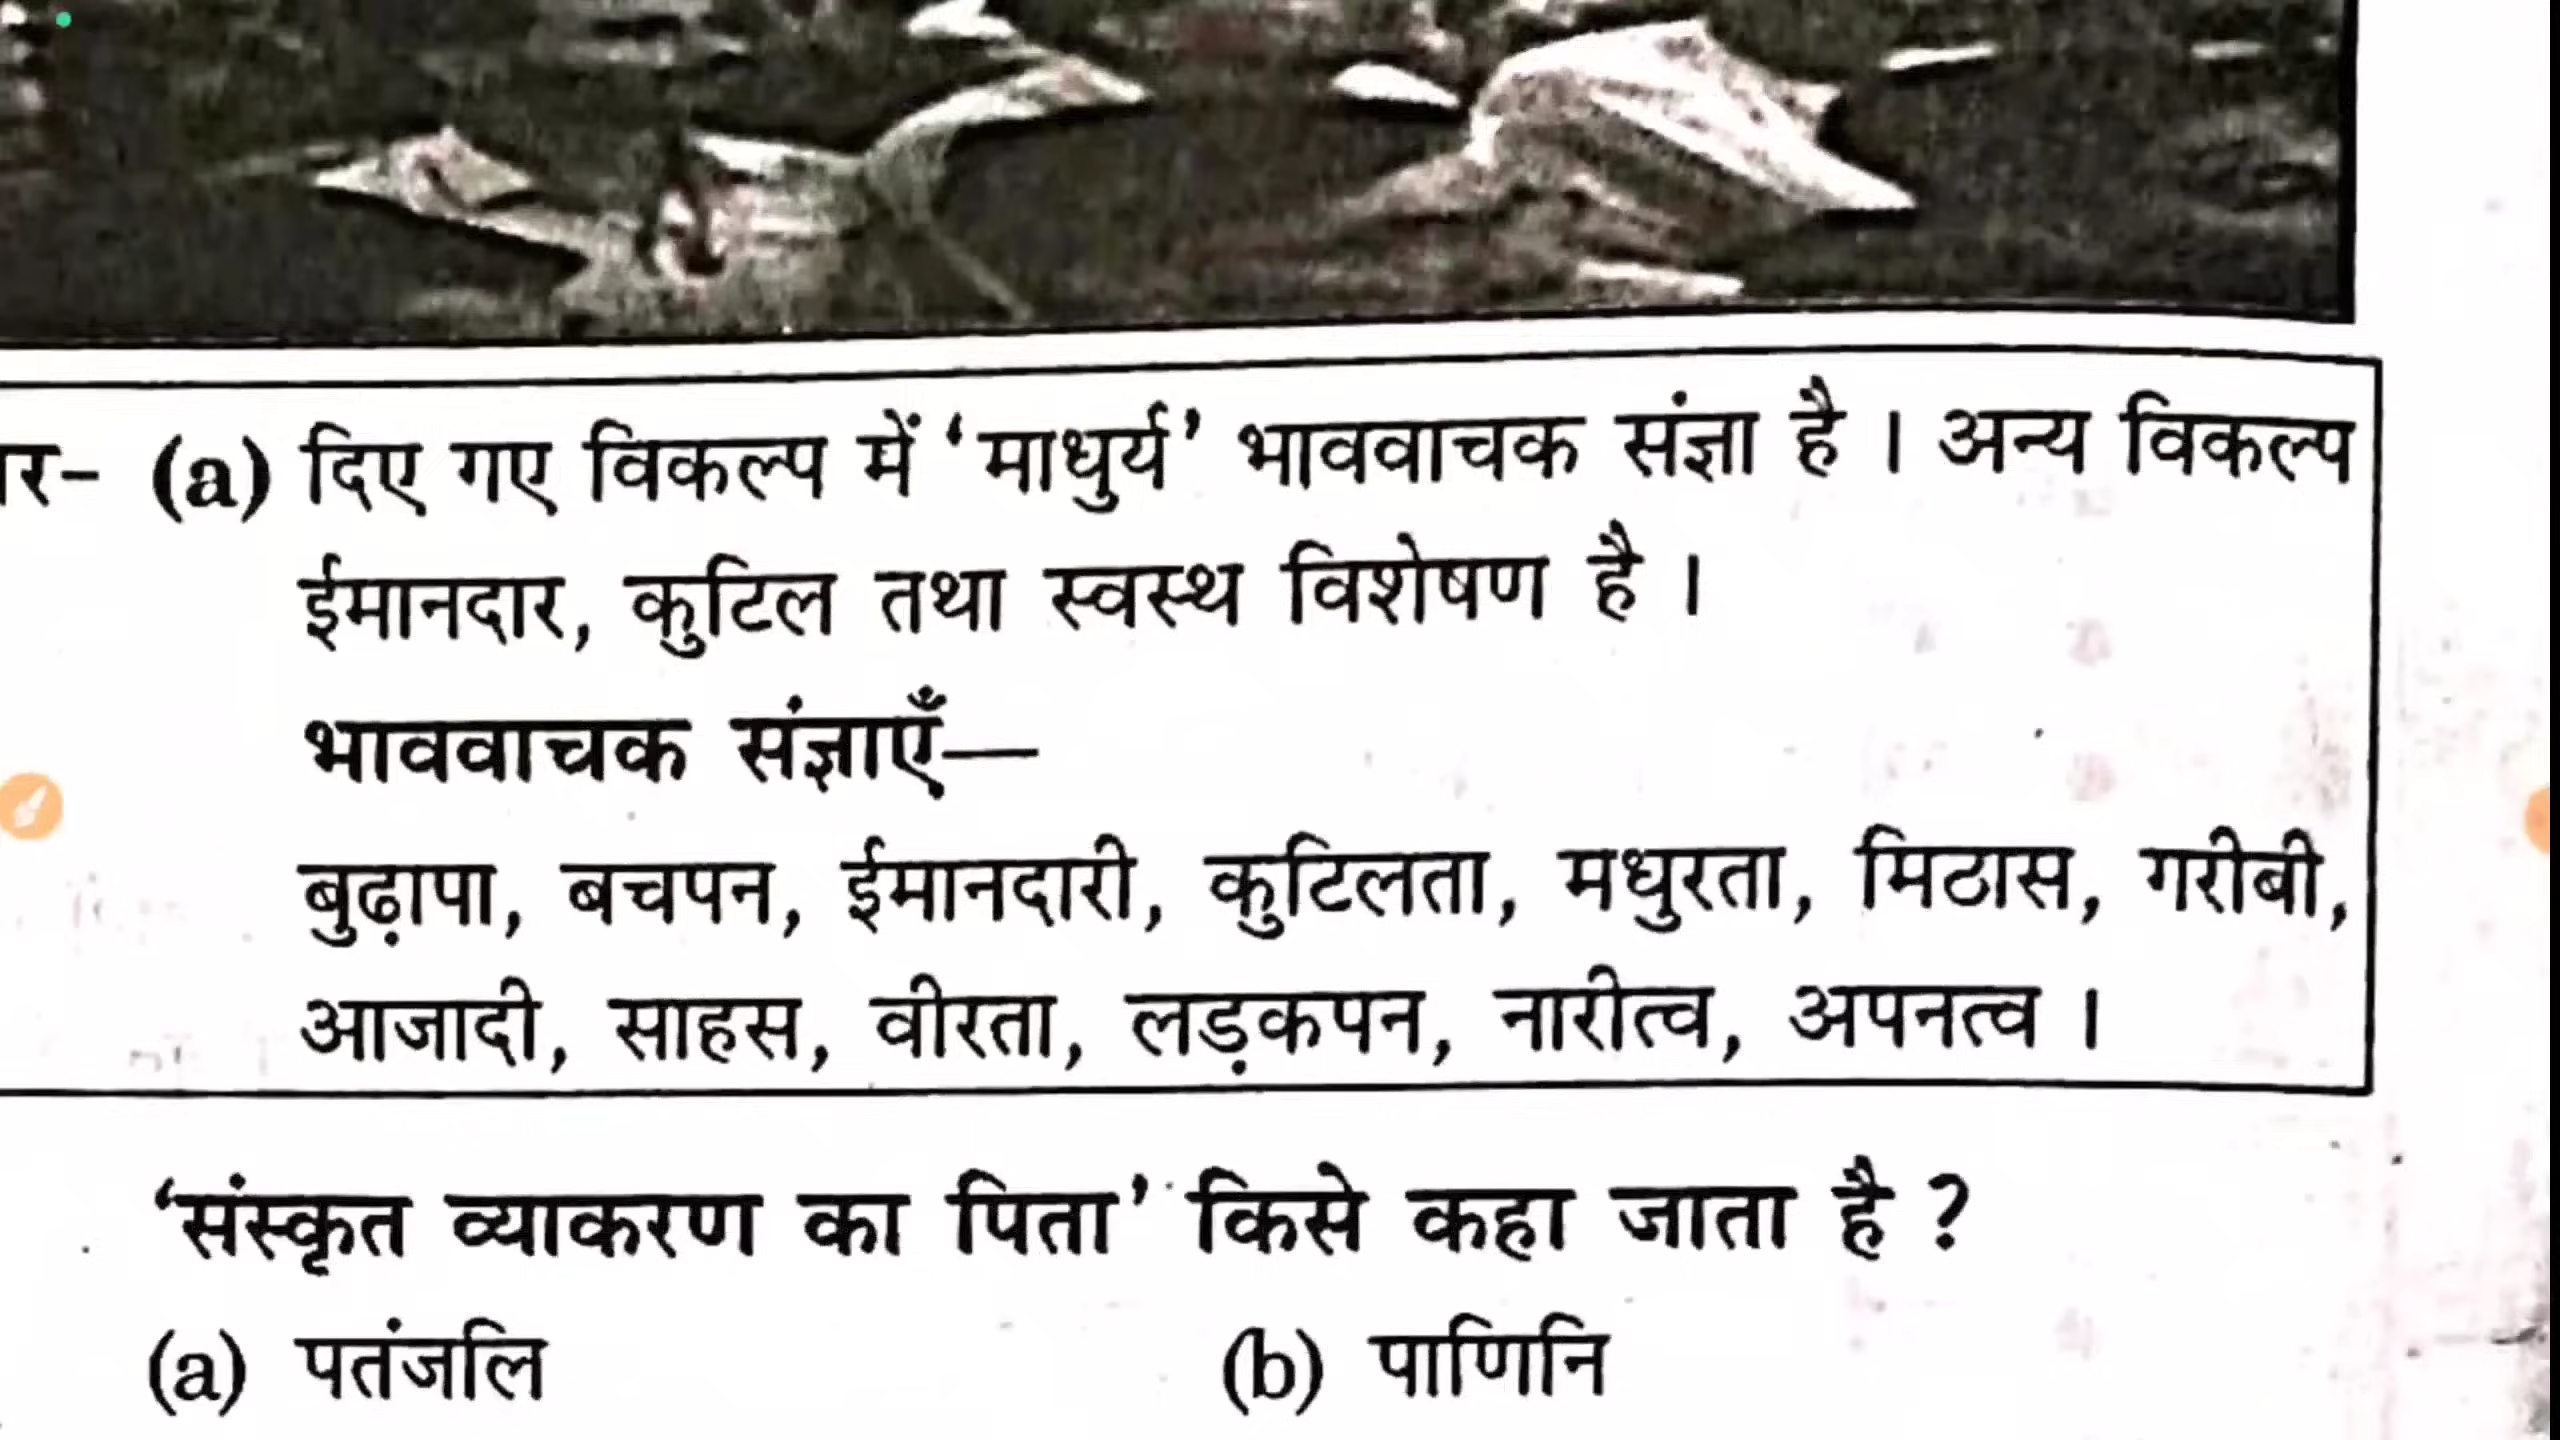 (a) दिए गए विकल्प में ‘माधुर्य’ भाववाचक संज्ञा है । अन्य विकल्प
ईमानदार, कुटिल तथा स्वस्थ विशेषण है ।
भाववाचक संज्ञाएँ—
बुढ़ापा, बचपन, ईमानदारी, कुटिलता, मधुरता, मिठास, गरीबी,
आजादी, साहस, वीरता, लड़कपन, नारीत्व, अपनत्व ।
‘संस्कृत व्याकरण का पिता’ किसे कहा जाता है ?
(a) पतंजलि (b) पाणिनि